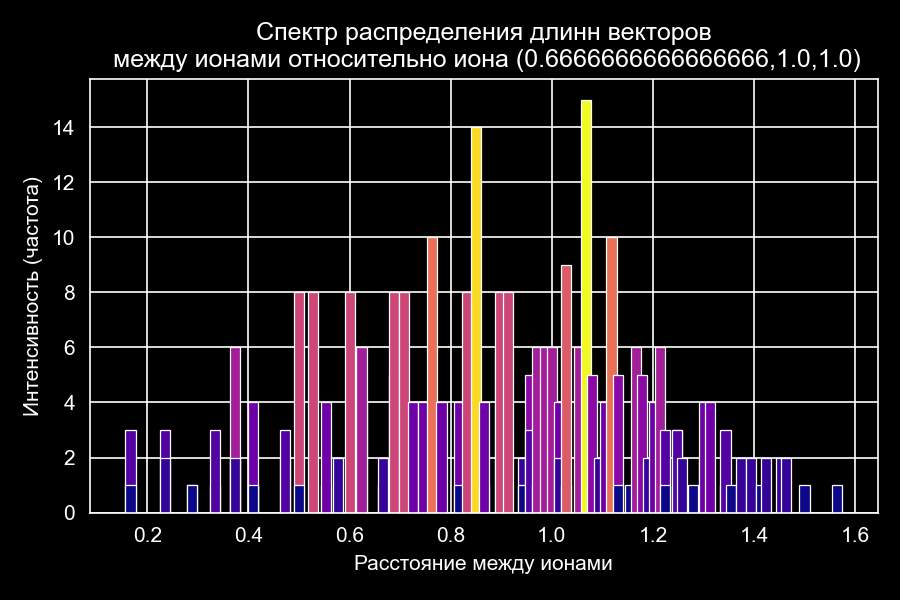 Спектр распределения длинн векторов
между ионами относительно иона (0.6666666666666666,1.0,1.0)
Интенсивность (частота)
14
12
10
8
6
4
2
0
0.2 0.4 0.6 0.8 1.0 1.2 1.4 1.6
Расстояние между ионами